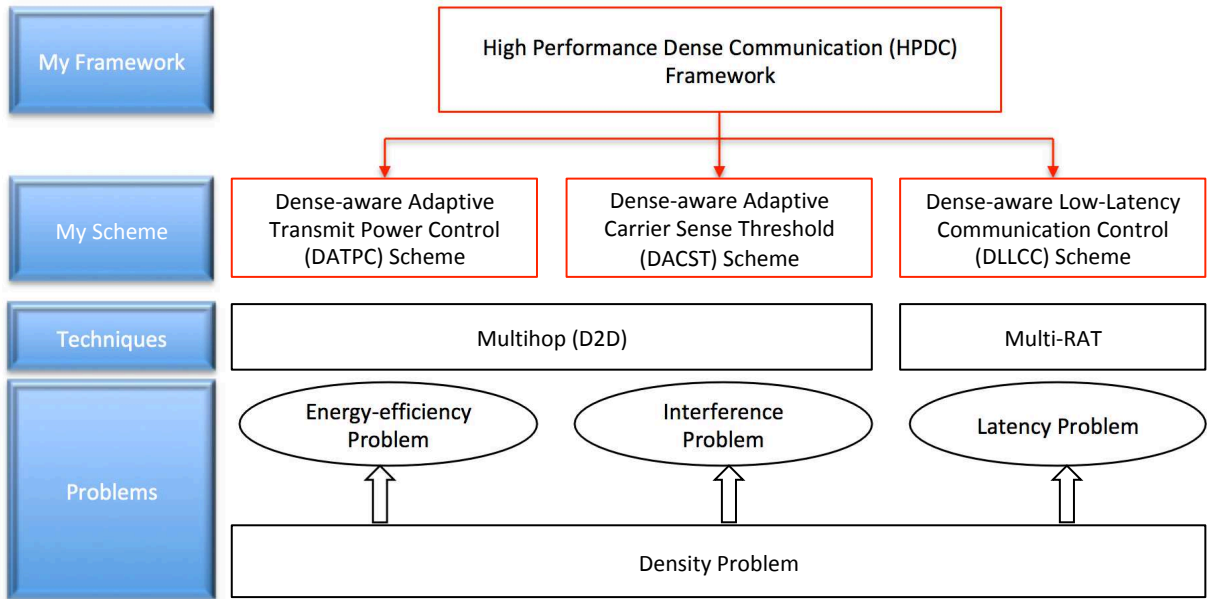 My Framework
High Performance Dense Communication (HPDC)
Framework
My Scheme
Dense-aware Adaptive
Transmit Power Control
(DATPC) Scheme
Dense-aware Adaptive
Carrier Sense Threshold
(DACST) Scheme
Dense-aware Low-Latency
Communication Control
(DLLCC) Scheme
Techniques
Multihop (D2D)
Multi-RAT
Problems
Energy-efficiency
Problem
Interference
Problem
Latency Problem
Density Problem